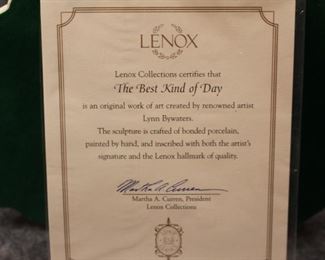 LENOX
Lenox Collections certifies that
The Best Kind of Day
is an original work of art created by renowned artist
Lynn Bywaters.
The sculpture is crafted of bonded porcelain,
painted by hand, and inscribed with both the artist's
signature and the Lenox hallmark of quality.
Martha A. Curren
Martha A. Curren, President
Lenox Collections